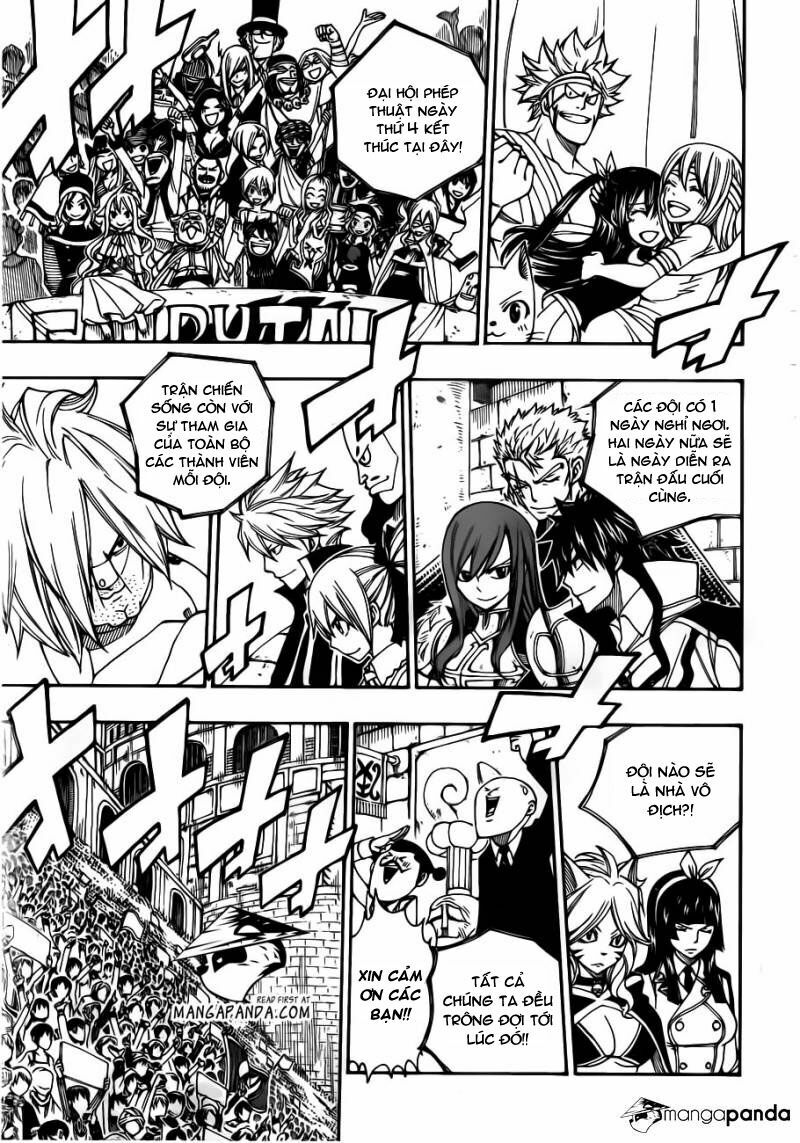 ĐẠI HỘI PHÉP
THUẬT NGÀY
THỨ 4 KẾT
THÚC TẠI ĐÂY!
CÁC ĐỘI CÓ 1
NGÀY NGHỈ NGƠI.
HAI NGÀY NỮA SẼ
LÀ NGÀY DIỄN RA
TRẬN ĐẤU CUỐI
CÙNG.
TRẬN CHIẾN
SỐNG CÒN VỚI
SỰ THAM GIA
CỦA TOÀN BỘ
CÁC THÀNH VIÊN
MỖI ĐỘI.
ĐỘI NÀO SẼ
LÀ NHÀ VÔ
ĐỊCH?!
TẤT CẢ
CHÚNG TA ĐỀU
TRÔNG ĐỢI TỚI
LÚC ĐÓ!!
XIN CẢM
ƠN CÁC
BẠN!!
READ FIRST AT
MANGAPANDA.COM
mangapanda